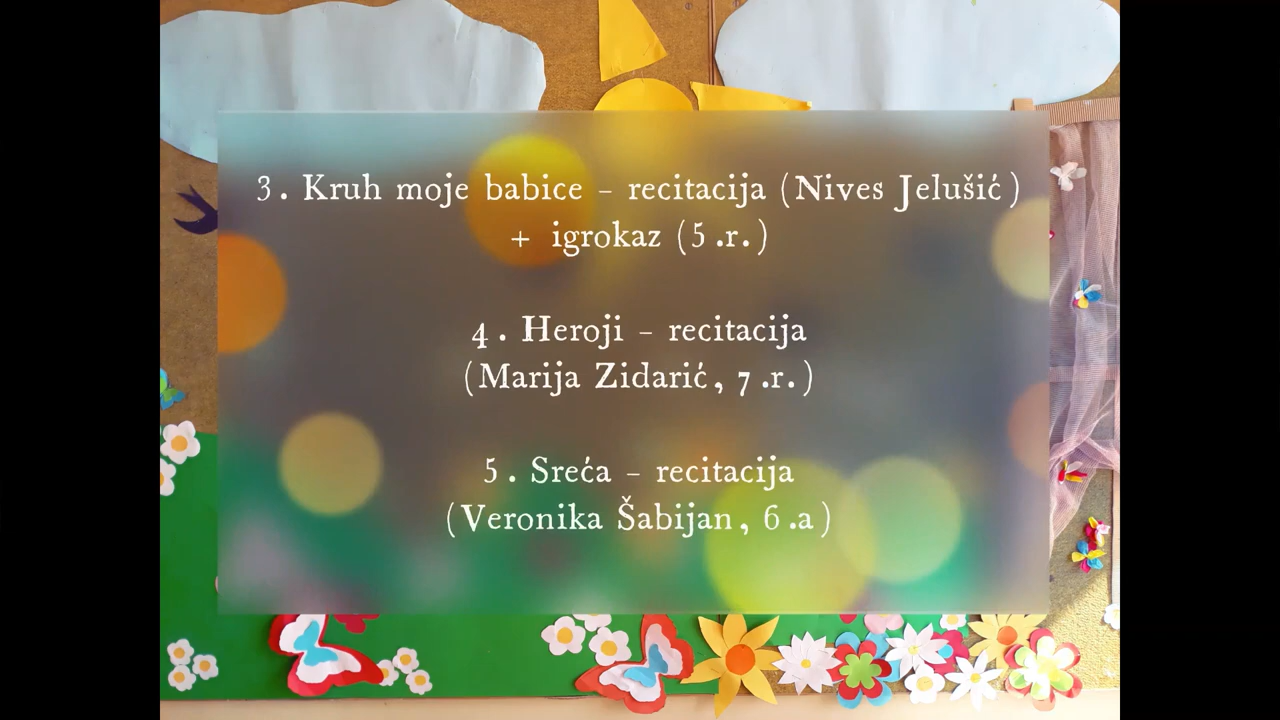 3. Kruh moje babice - recitacija (Nives Jelušić)
+ igrokaz (5.r.)
4. Heroji - recitacija
(Marija Zidarić, 7.r.)
5. Sreća - recitacija
(Veronika Šabijan, 6.a)